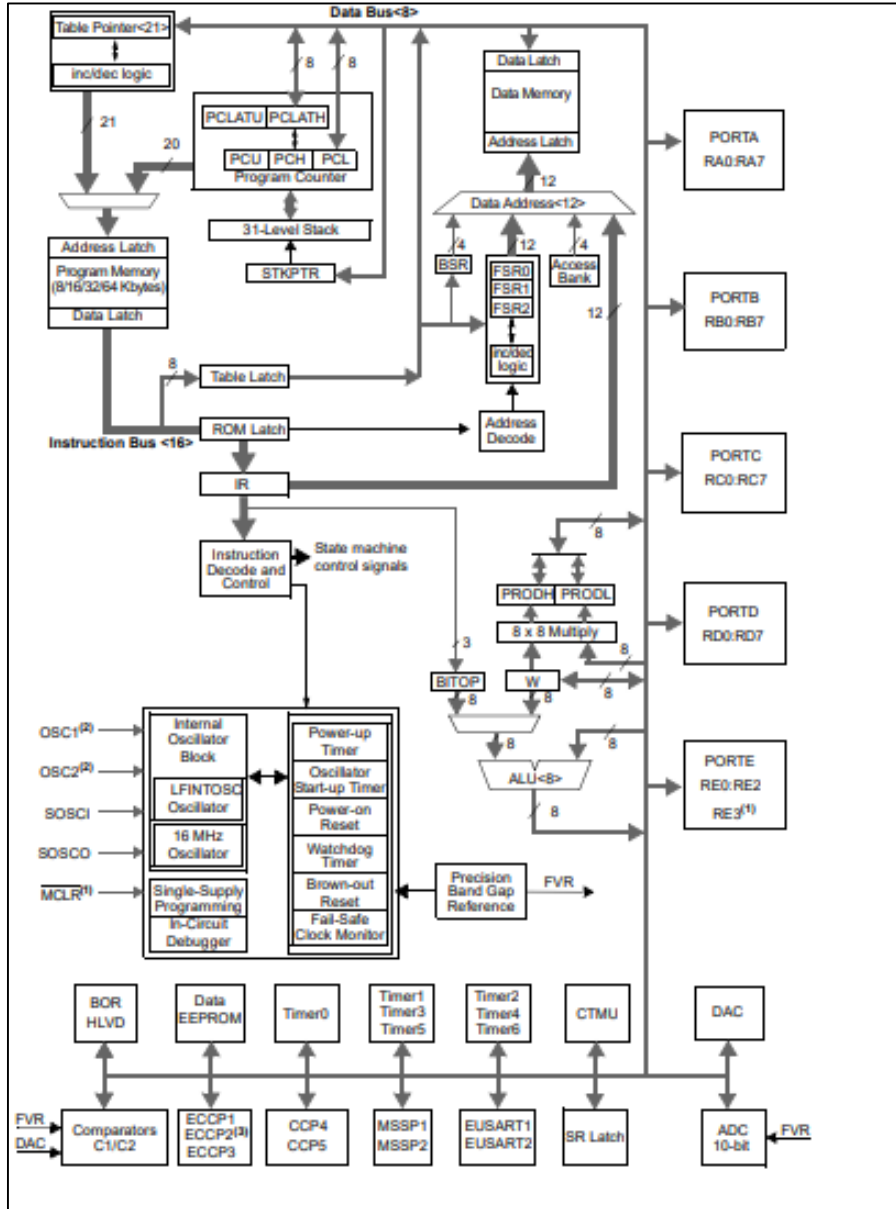 Data Bus<8>
Table Pointer<21>
inc/dec logic
21
20
8
8
PCLATU PCLATH
PCU PCH PCL
Program Counter
31-Level Stack
STKPTR
Data Latch
Data Memory
Address Latch
12
Data Address<12>
4
12
4
BSR
FSR0
FSR1
FSR2
inc/dec
logic
Access
Bank
12
Address
Decode
Address Latch
Program Memory
(8/16/32/64 Kbytes)
Data Latch
8
Table Latch
Instruction Bus <16>
ROM Latch
IR
Instruction
Decode and
Control
State machine
control signals
8
PRODH PRODL
8 x 8 Multiply
3
8
BITOP
W
8
8
8
8
8
ALU<8>
8
PORTA
RA0:RA7
PORTB
RB0:RB7
PORTC
RC0:RC7
PORTD
RD0:RD7
PORTE
RE0:RE2
RE3(1)
OSC1(2)
OSC2(2)
SOSCI
SOSCO
MCLR(1)
Internal
Oscillator
Block
LFINTOSC
Oscillator
16 MHz
Oscillator
Single-Supply
Programming
In-Circuit
Debugger
Power-up
Timer
Oscillator
Start-up Timer
Power-on
Reset
Watchdog
Timer
Brown-out
Reset
Fail-Safe
Clock Monitor
Precision
Band Gap
Reference
FVR
BOR
HLVD
Data
EEPROM
Timer0
Timer1
Timer3
Timer5
Timer2
Timer4
Timer6
CTMU
DAC
FVR
DAC
Comparators
C1/C2
ECCP1
ECCP2(3)
ECCP3
CCP4
CCP5
MSSP1
MSSP2
EUSART1
EUSART2
SR Latch
ADC
10-bit
FVR